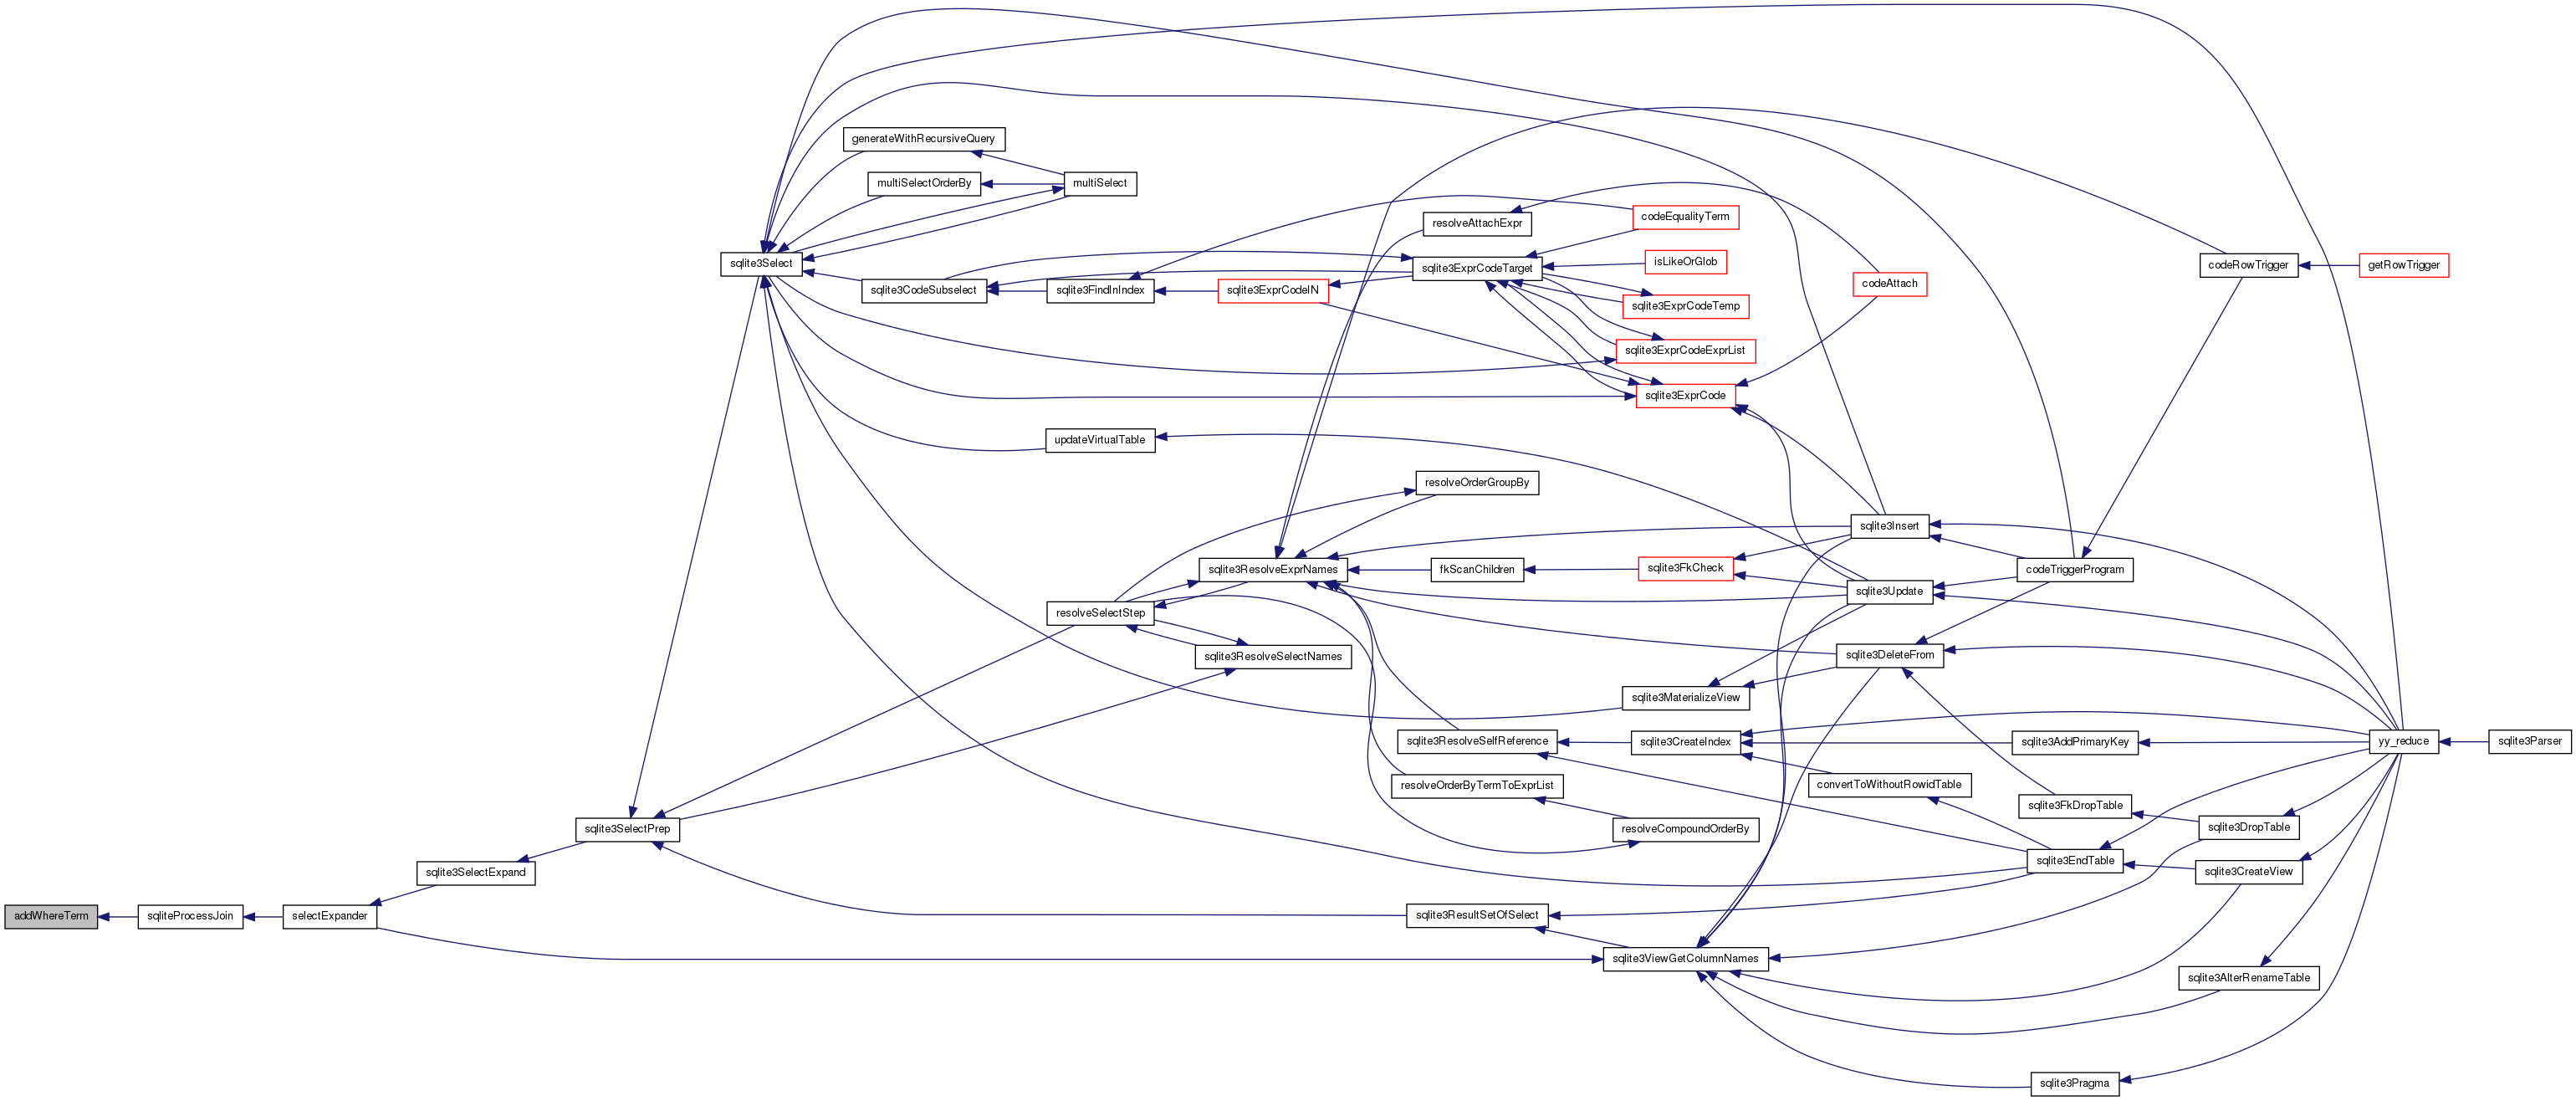 addWhereTerm
sqliteProcessJoin
selectExpander
sqlite3SelectExpand
sqlite3SelectPrep
sqlite3Select
generateWithRecursiveQuery
multiSelectOrderBy
multiSelect
sqlite3CodeSubselect
sqlite3FindInIndex
sqlite3ExprCodeIN
resolveAttachExpr
sqlite3ExprCodeTarget
codeEqualityTerm
isLikeOrGlob
sqlite3ExprCodeTemp
sqlite3ExprCodeExprList
sqlite3ExprCode
codeAttach
codeRowTrigger
getRowTrigger
updateVirtualTable
resolveOrderGroupBy
sqlite3ResolveExprNames
fkScanChildren
sqlite3FkCheck
sqlite3Insert
sqlite3Update
codeTriggerProgram
resolveSelectStep
sqlite3ResolveSelectNames
sqlite3DeleteFrom
sqlite3MaterializeView
sqlite3ResolveSelfReference
sqlite3CreateIndex
sqlite3AddPrimaryKey
yy_reduce
sqlite3Parser
resolveOrderByTermToExprList
convertToWithoutRowidTable
sqlite3FkDropTable
resolveCompoundOrderBy
sqlite3DropTable
sqlite3EndTable
sqlite3CreateView
sqlite3ResultSetOfSelect
sqlite3ViewGetColumnNames
sqlite3AlterRenameTable
sqlite3Pragma